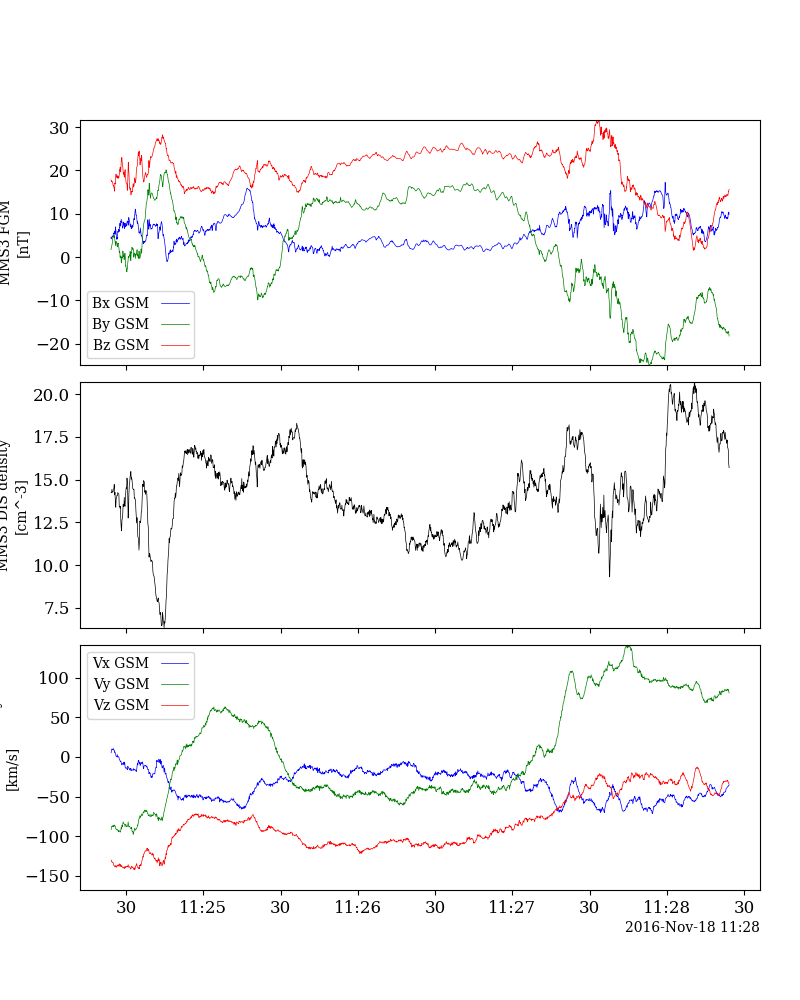 30
20
10
0
−10
−20
MMS3 FGM
[nT]
Bx GSM
By GSM
Bz GSM
20.0
17.5
15.0
12.5
10.0
7.5
MMS3 DIS density
[cm^-3]
100
50
0
−50
−100
−150
[km/s]
Vx GSM
Vy GSM
Vz GSM
30 11:25 30 11:26 30 11:27 30 11:28 30
2016-Nov-18 11:28